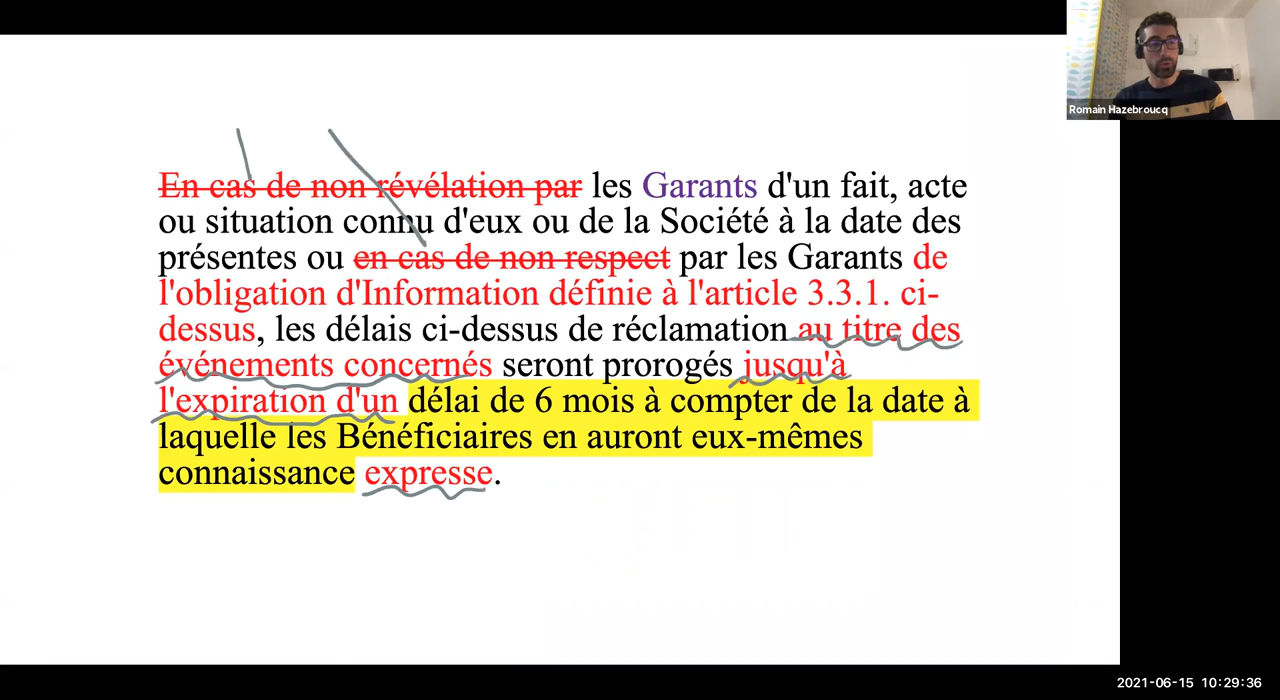 Romain Hazebroucq
En cas de non révélation par les Garants d'un fait, acte
ou situation connu d'eux ou de la Société à la date des
présentes ou en cas de non respect par les Garants de
l'obligation d'Information définie à l'article 3.3.1. ci-
dessus, les délais ci-dessus de réclamation au titre des
événements concernés seront prorogés jusqu'à
l'expiration d'un délai de 6 mois à compter de la date à
laquelle les Bénéficiaires en auront eux-mêmes
connaissance expresse.
2021-06-15 10:29:36